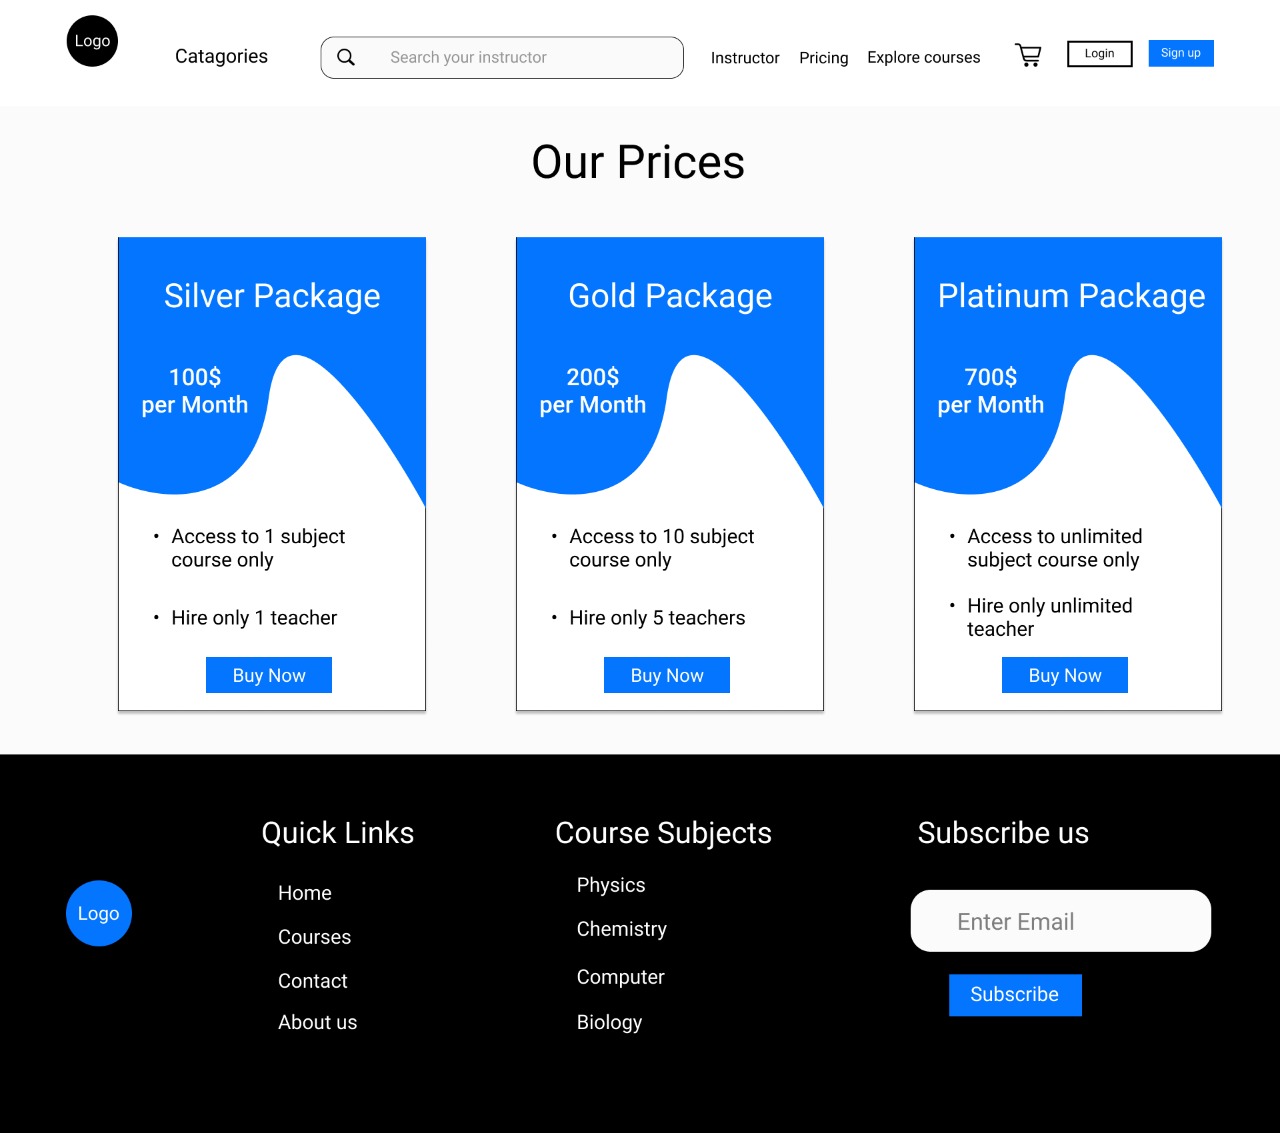 Logo
Catagories
Search your instructor
Instructor
Pricing
Explore courses
Login
Sign up
Our Prices
Silver Package
100$
per Month
• Access to 1 subject
course only
• Hire only 1 teacher
Buy Now
Gold Package
200$
per Month
• Access to 10 subject
course only
• Hire only 5 teachers
Buy Now
Platinum Package
700$
per Month
• Access to unlimited
subject course only
• Hire only unlimited
teacher
Buy Now
Logo
Quick Links
Home
Courses
Contact
About us
Course Subjects
Physics
Chemistry
Computer
Biology
Subscribe us
Enter Email
Subscribe